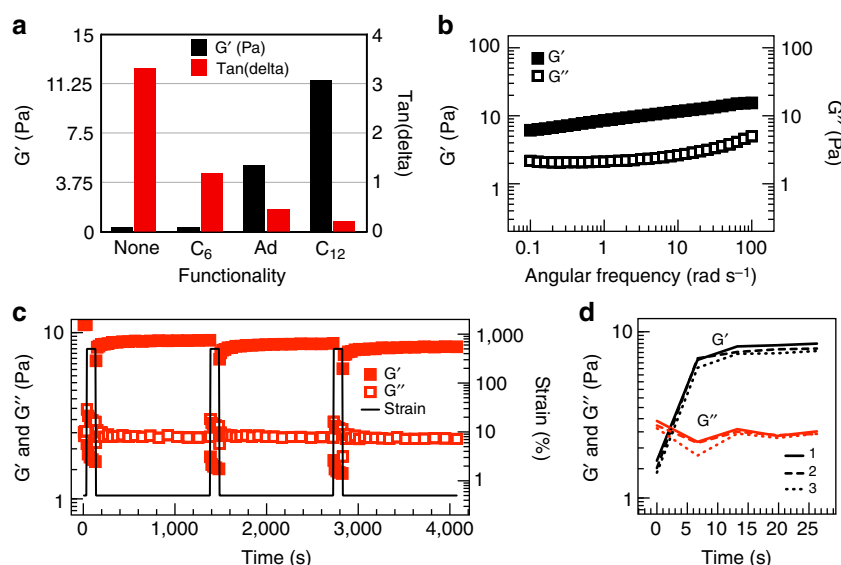 a
G′ (Pa)
Tan(delta)
15
11.25
7.5
3.75
0
G′ (Pa)
4
3
2
1
0
Tan(delta)
None C6 Ad C12
Functionality
b
G′
G′′
100
10
1
G′ (Pa)
100
10
1
G′′ (Pa)
0.1 1 10 100
Angular frequency (rad s–1)
c
10
1
G′ and G′′ (Pa)
G′
G′′
Strain
1,000
100
10
1
Strain (%)
0 1,000 2,000 3,000 4,000
Time (s)
d
10
1
G′ and G′′ (Pa)
G′
G′′
1
2
3
0 5 10 15 20 25
Time (s)